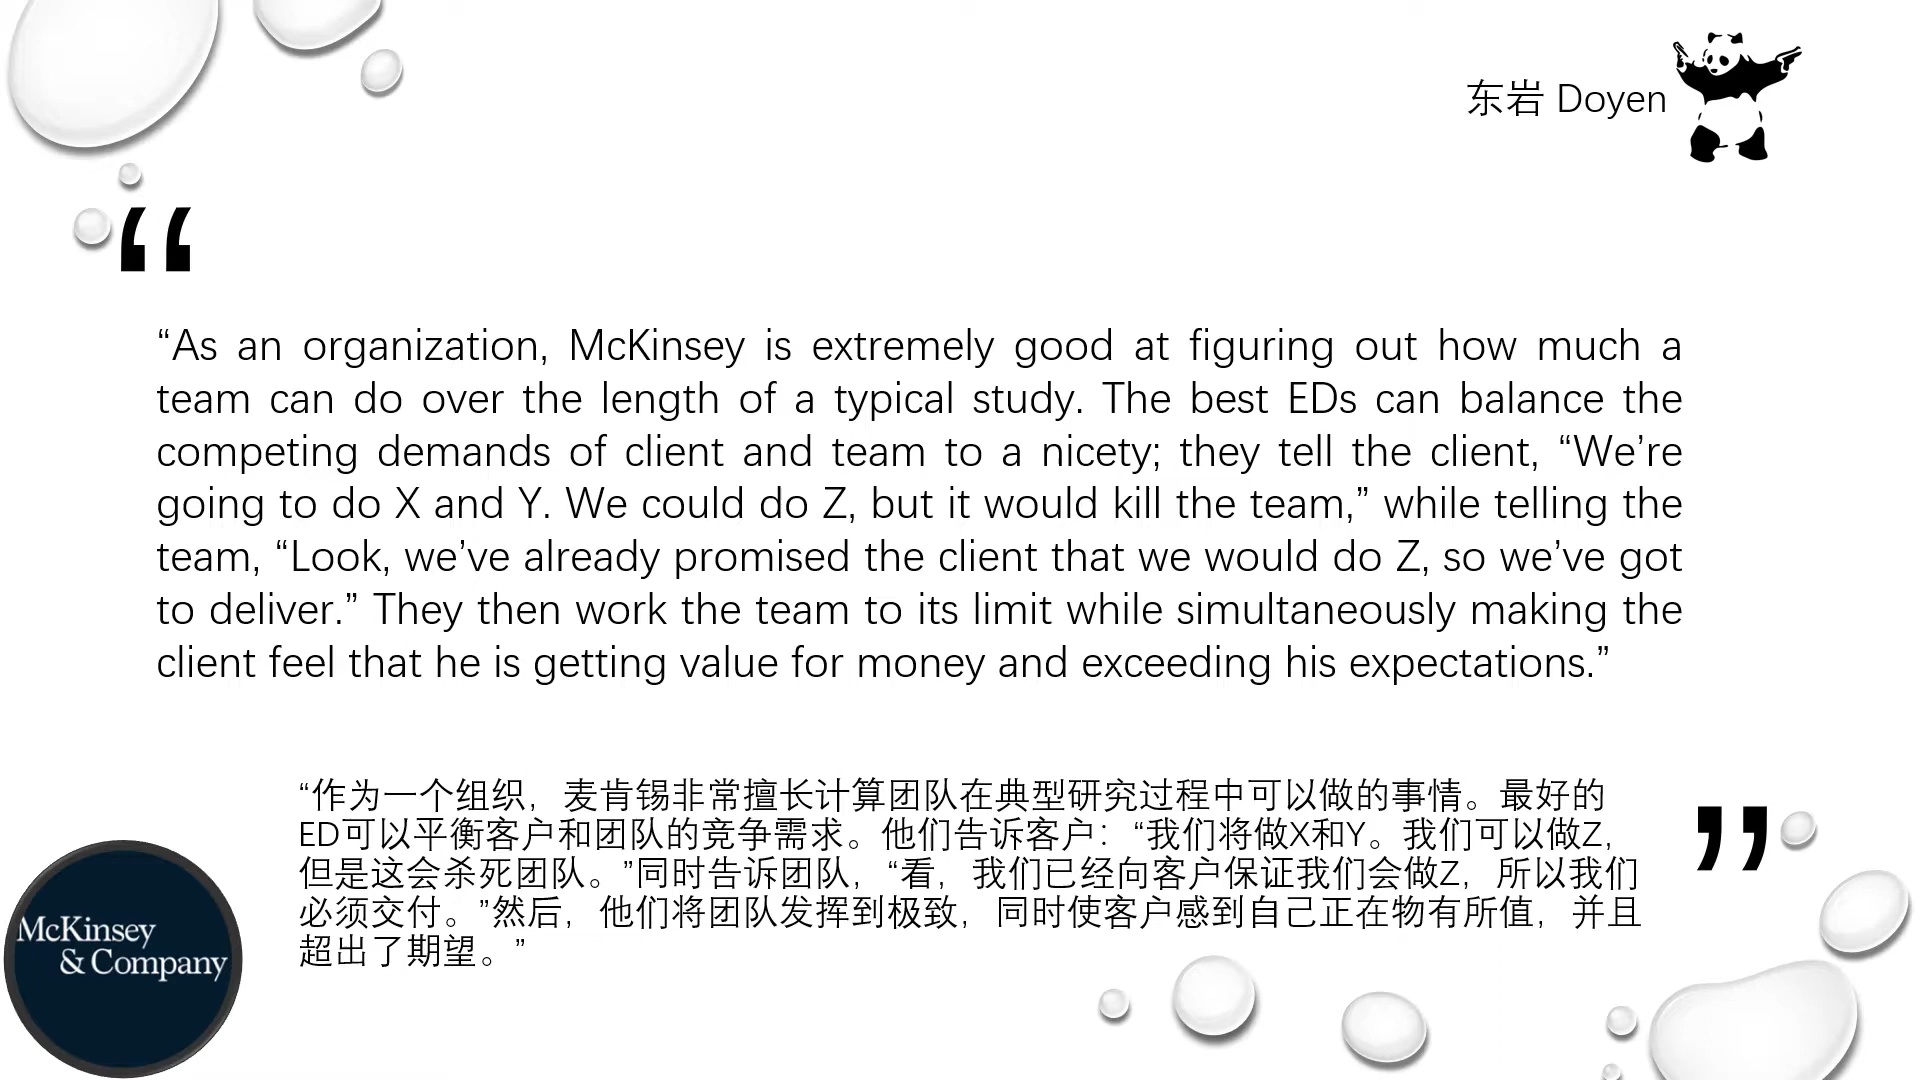 东岩 Doyen
“
“As an organization, McKinsey is extremely good at figuring out how much a
team can do over the length of a typical study. The best EDs can balance the
competing demands of client and team to a nicety; they tell the client, “We’re
going to do X and Y. We could do Z, but it would kill the team,” while telling the
team, “Look, we’ve already promised the client that we would do Z, so we’ve got
to deliver.” They then work the team to its limit while simultaneously making the
client feel that he is getting value for money and exceeding his expectations.”
“作为一个组织，麦肯锡非常擅长计算团队在典型研究过程中可以做的事情。最好的
ED可以平衡客户和团队的竞争需求。他们告诉客户：“我们将做X和Y。我们可以做Z，
但是这会杀死团队。”同时告诉团队，“看，我们已经向客户保证我们会做Z，所以我们
必须交付。”然后，他们将团队发挥到极致，同时使客户感到自己正在物有所值，并且
超出了期望。”
”
McKinsey
& Company